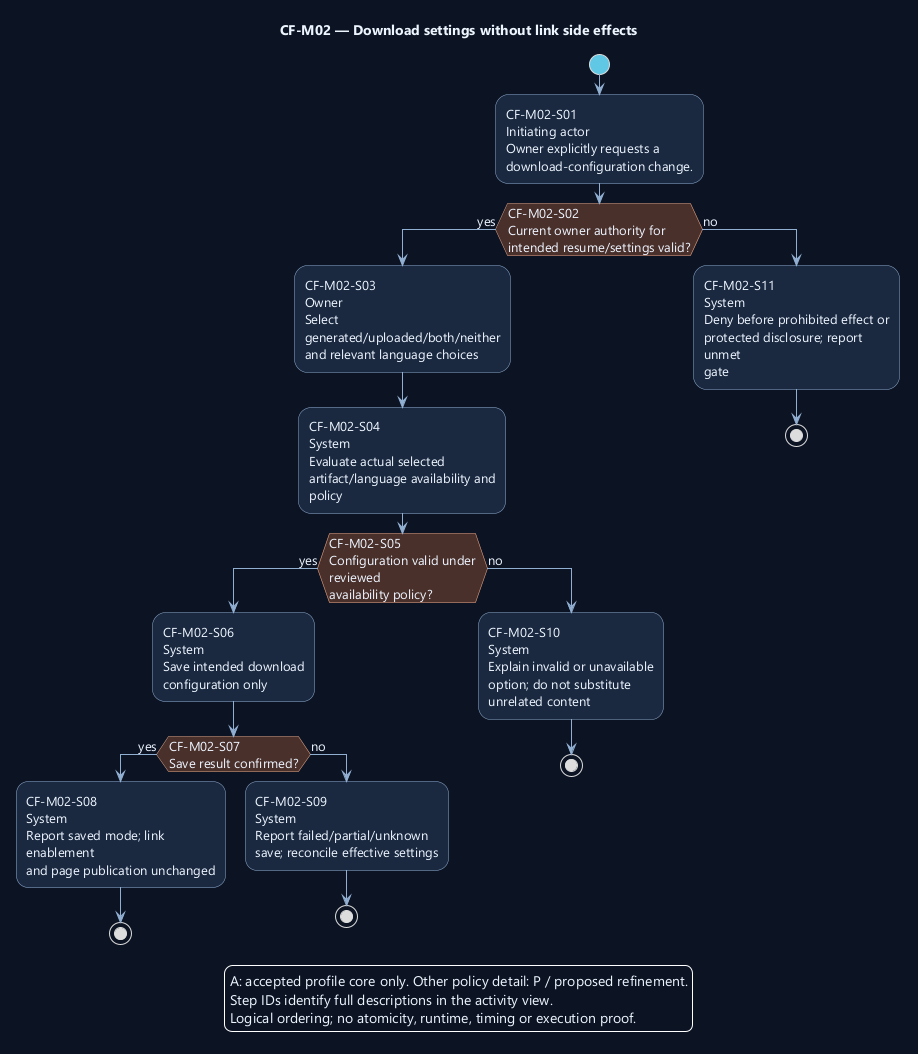 CF-M02 — Download settings without link side effects
CF-M02-S01
Initiating actor
Owner explicitly requests a
download-configuration change.
CF-M02-S02
Current owner authority for
intended resume/settings valid?
yes
no
CF-M02-S03
Owner
Select
generated/uploaded/both/neither
and relevant language choices
CF-M02-S11
System
Deny before prohibited effect or
protected disclosure; report
unmet
gate
CF-M02-S04
System
Evaluate actual selected
artifact/language availability and
policy
CF-M02-S05
Configuration valid under
reviewed
availability policy?
yes
no
CF-M02-S06
System
Save intended download
configuration only
CF-M02-S10
System
Explain invalid or unavailable
option; do not substitute
unrelated content
CF-M02-S07
Save result confirmed?
yes
no
CF-M02-S08
System
Report saved mode; link
enablement
and page publication unchanged
CF-M02-S09
System
Report failed/partial/unknown
save; reconcile effective settings
A: accepted profile core only. Other policy detail: P / proposed refinement.
Step IDs identify full descriptions in the activity view.
Logical ordering; no atomicity, runtime, timing or execution proof.